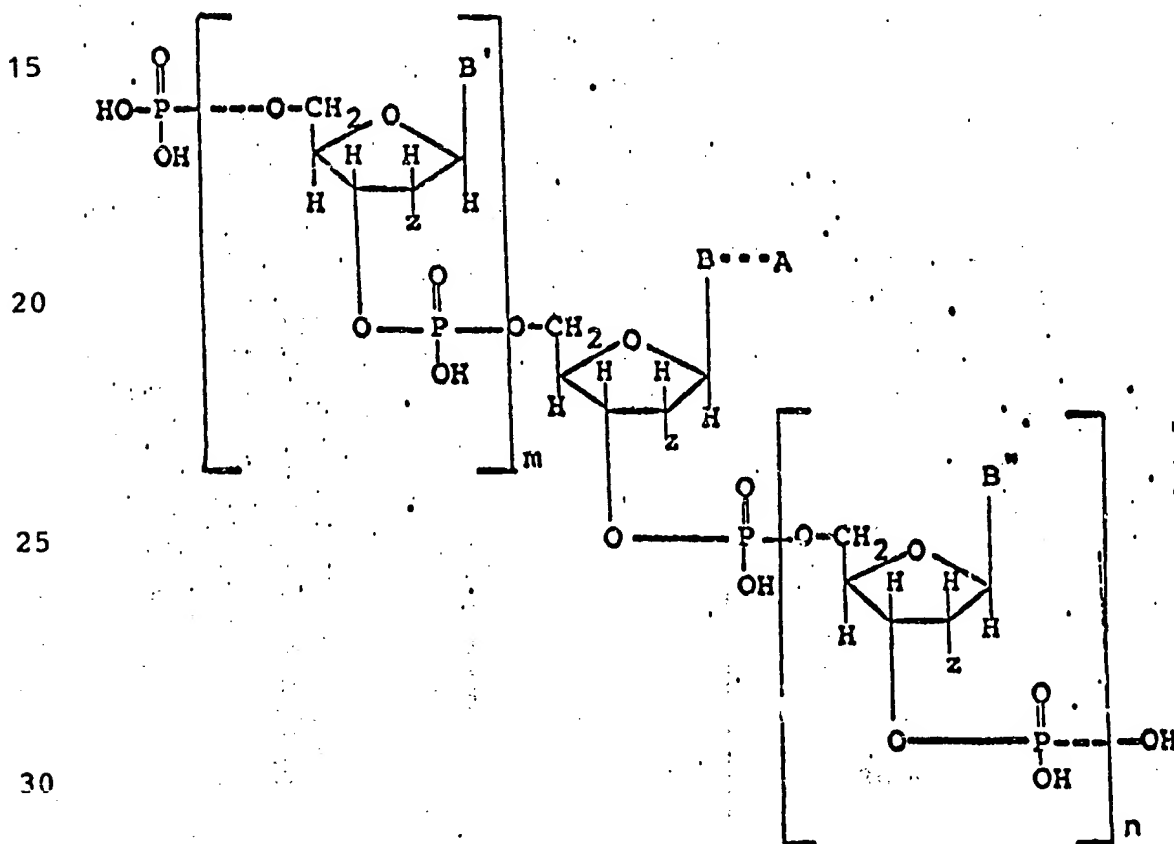 15
B'
O
HO-P-O-CH2 O
OH
H H
H z H
O
B---A
20
O-P-O-CH2 O
OH
H H
H z H
m
O
B"
25
O-P-O-CH2 O
OH
H H
H z H
O
O-P-OH
OH
30
n